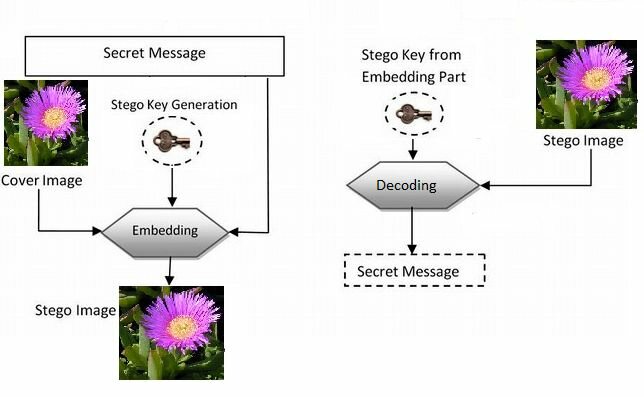 Secret Message
Stego Key Generation
Cover Image
Embedding
Stego Image
Stego Key from
Embedding Part
Stego Image
Decoding
Secret Message